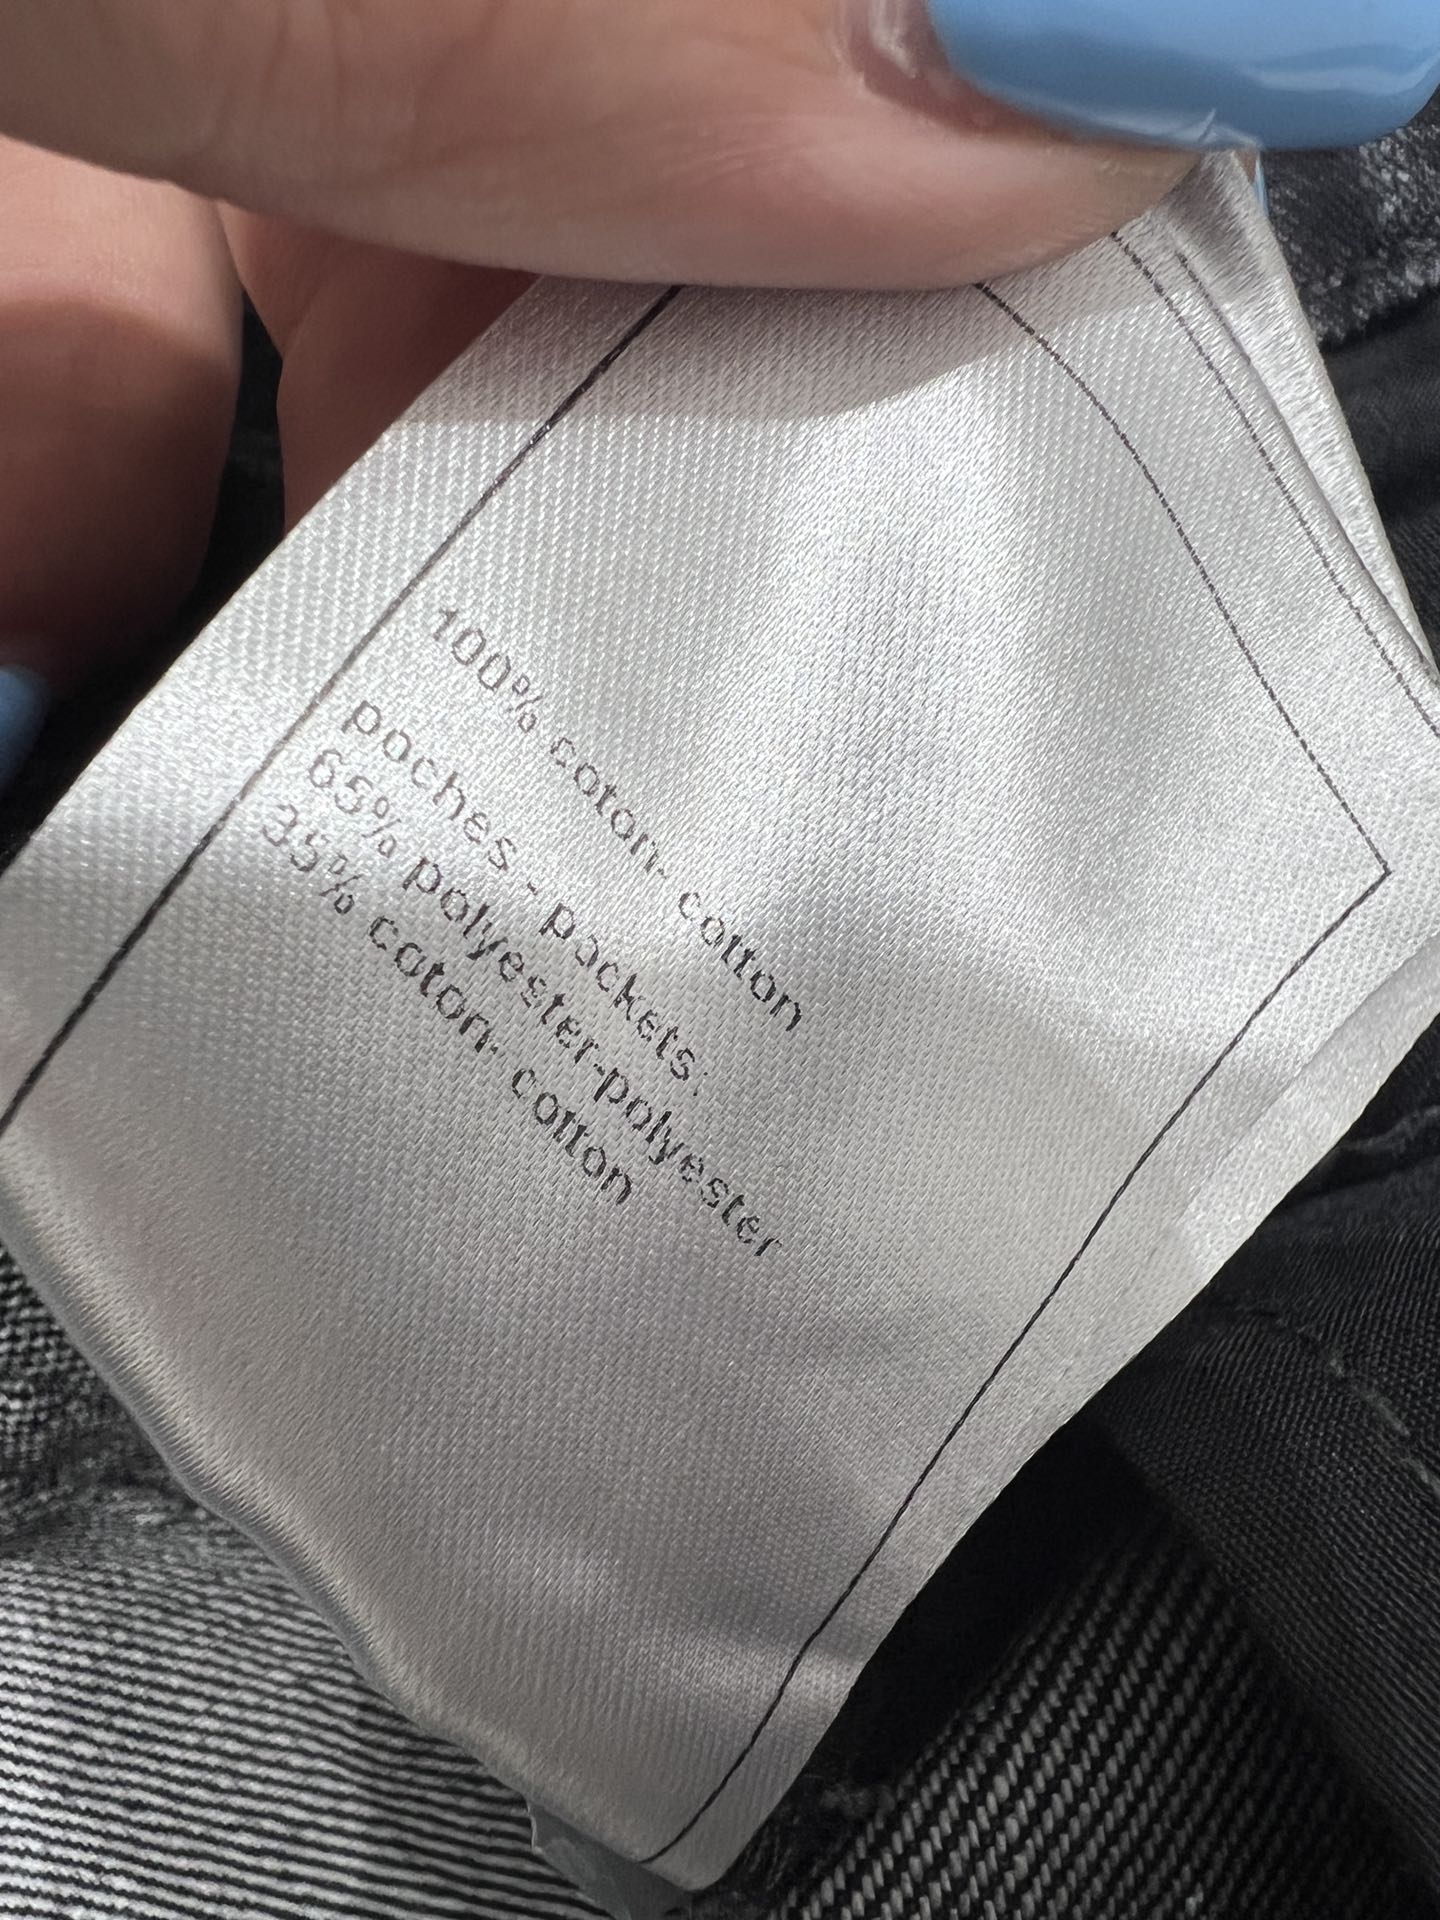 100% coton- cotton
poches - pockets:
65% polyester-polyester
35% coton- cotton